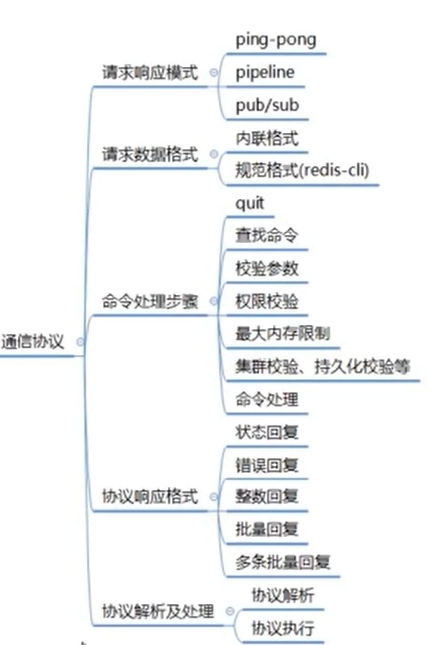 通信协议
请求响应模式
ping-pong
pipeline
pub/sub
请求数据格式
内联格式
规范格式(redis-cli)
命令处理步骤
quit
查找命令
校验参数
权限校验
最大内存限制
集群校验、持久化校验等
命令处理
协议响应格式
状态回复
错误回复
整数回复
批量回复
多条批量回复
协议解析及处理
协议解析
协议执行